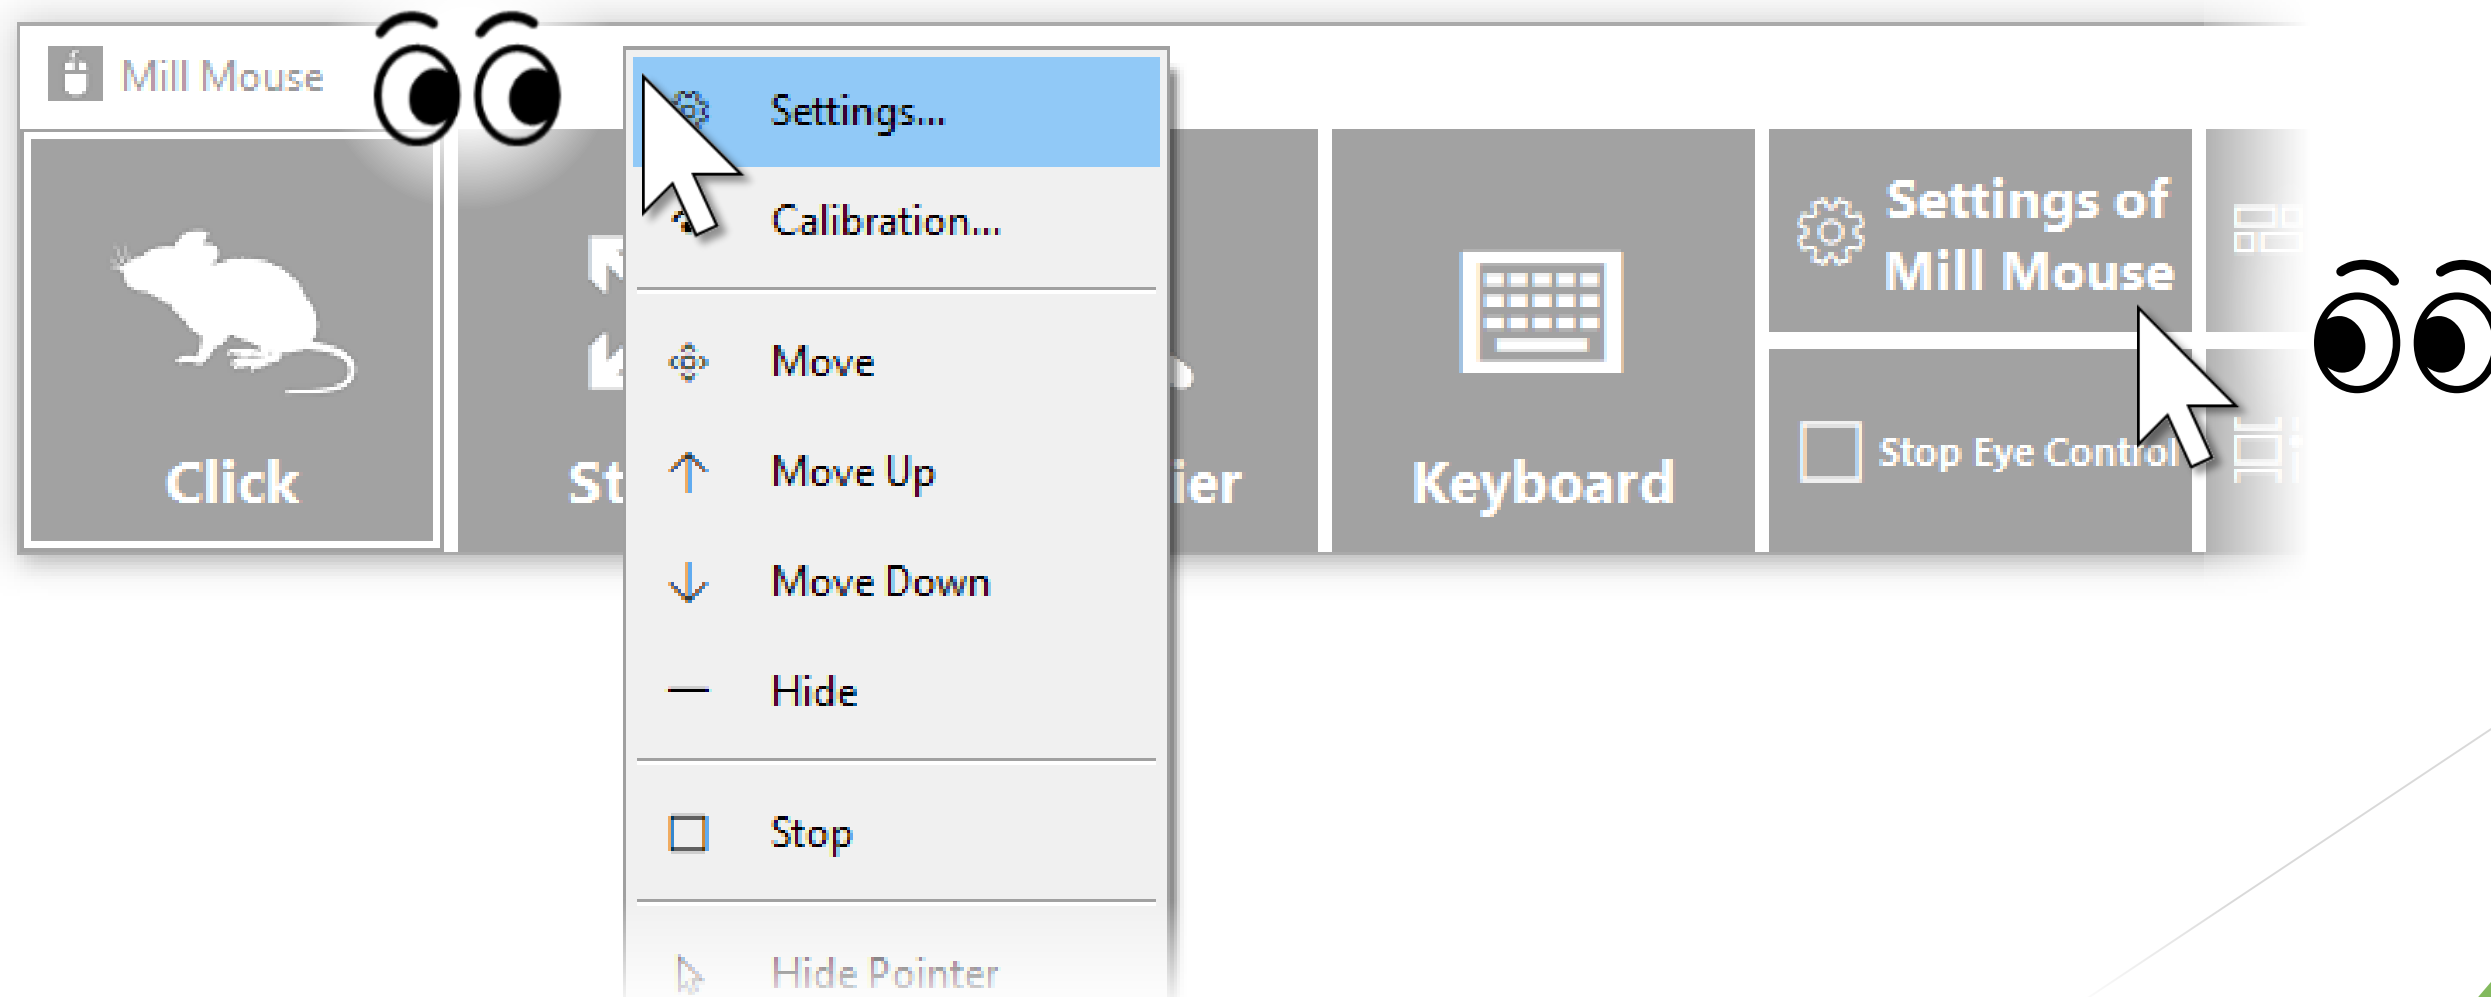 Mill Mouse
Settings...
Calibration...
Move
Move Up
Move Down
Hide
Stop
Hide Pointer
Click
Keyboard
Settings of
Mill Mouse
Stop Eye Control